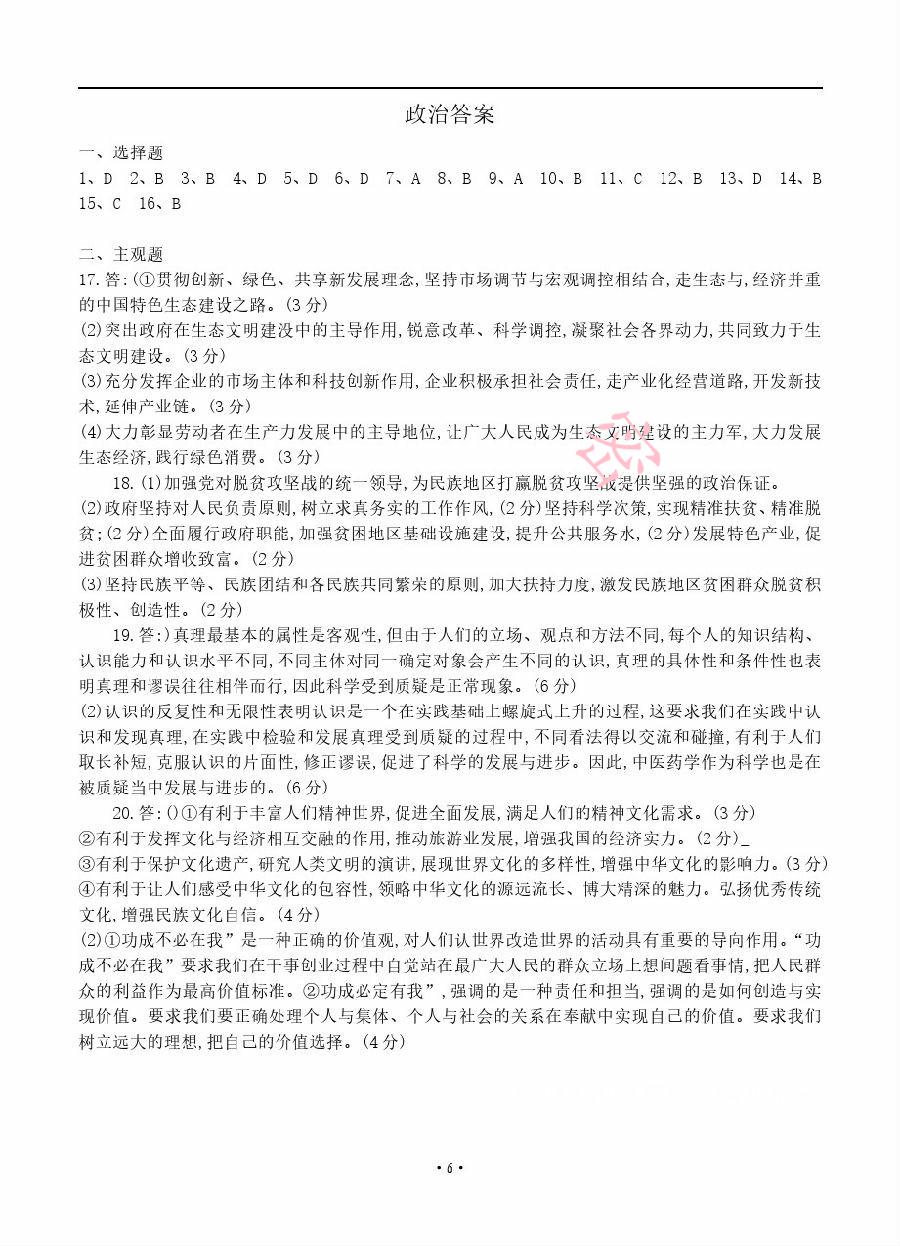 政治答案
一、选择题
1、D 2、B 3、B 4、D 5、D 6、D 7、A 8、B 9、A 10、B 11、C 12、B 13、D 14、B
15、C 16、B
二、主观题
17.答:(①贯彻创新、绿色、共享新发展理念,坚持市场调节与宏观调控相结合,走生态与,经济并重
的中国特色生态建设之路。(3分)
(2)突出政府在生态文明建没中的主导作用,锐意改革、科学调控,凝聚社会各界动力,共同致力于生
态文明建设。(3分)
(3)充分发挥企业的市场主体和科技创新作用,企业积极承担社会责任,走产业化经营道路,开发新技
术,延伸产业链。(3分)
(4)大力彰显劳动者在生产力发展中的主导地位,让广大人民成为生态文明建设的主力军,大力发展
生态经济,践行绿色消费。(3分)
18.(1)加强党对脱贫攻坚战的统一领导,为民族地区打赢脱贫攻坚战提供坚强的政治保证。
(2)政府坚持对人民负责原则,树立求真务实的工作作风,(2分)坚持科学次策,实现精准扶贫、精准脱
贫;(2分)全面履行政府职能,加强贫困地区基础设施建设,提升公共服务水,(2分)发展特色产业,促
进贫困群众增收致富。(2分)
(3)坚持民族平等、民族团结和各民族共同繁荣的原则,加大扶持力度,激发民族地区贫困群众脱贫积
极性、创造性。(2分)
19.答:)真理最基本的属性是客观性,但由于人们的立场、观点和方法不同,每个人的知识结构、
认识能力和认识水平不同,不同主休对同一确定对象会产生不同的认识,真理的具休性和条件性也表
明真理和谬误往往相伴而行,因此科学受到质疑是正常现象。(6分)
(2)认识的反复性和无限性表明认识是一个在实践基础上螺旋式上升的过程,这要求我们在实践中认
识和发现真理,在实践中检验和发展真理受到质疑的过程中,不同看法得以交流和碰撞,有利于人们
取长补短,克服认识的片面性,修正谬误,促进了科学的发展与进步。因此,中医药学作为科学也是在
被质疑当中发展与进步的。(6分)
20.答:()①有利于丰富人们精神世界,促进全面发展,满足人们的精神文化需求。(3分)
②有利于发挥文化与经济相互交融的作用,推动旅游业发展,增强我国的经济实力。(2分)_
③有利于保护文化遗产,研究人类文明的演讲,展现世界文化的多样性,增强中华文化的影响力。(3分)
④有利于让人们感受中华文化的包容性,领略中华文化的源远流长、博大精深的魅力。弘扬优秀传统
文化,增强民族文化自信。(4分)
(2)①功成不必在我”是一种正确的价值观,对人们认世界改造世界的活动具有重要的导向作用。“功
成不必在我”要求我们在干事创业过程中自觉站在最广大人民的群众立场上想间题看事情,把人民群
众的利益作为最高价值标准。②功成必定有我”,强调的是一种责任和担当,强调的是如何创造与实
现价值。要求我们要正确处理个人与集体、个人与社会的关系在奉献中实现自己的价值。要求我们
树立远大的理想,把自己的价值选择。(4分)
·6·